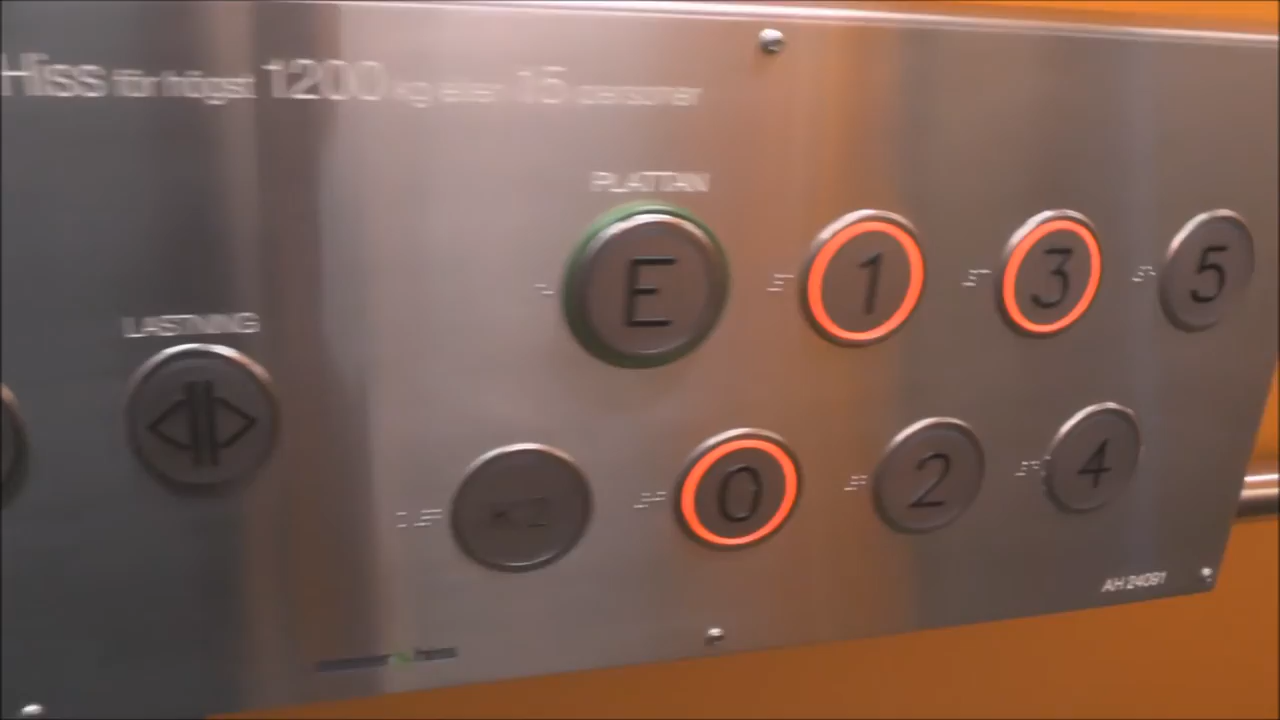 Hiss för högst 1200 kg eller 15 personer
PLATTAN
E 1 3 5
LASTNING
0 2 4
AH 24091